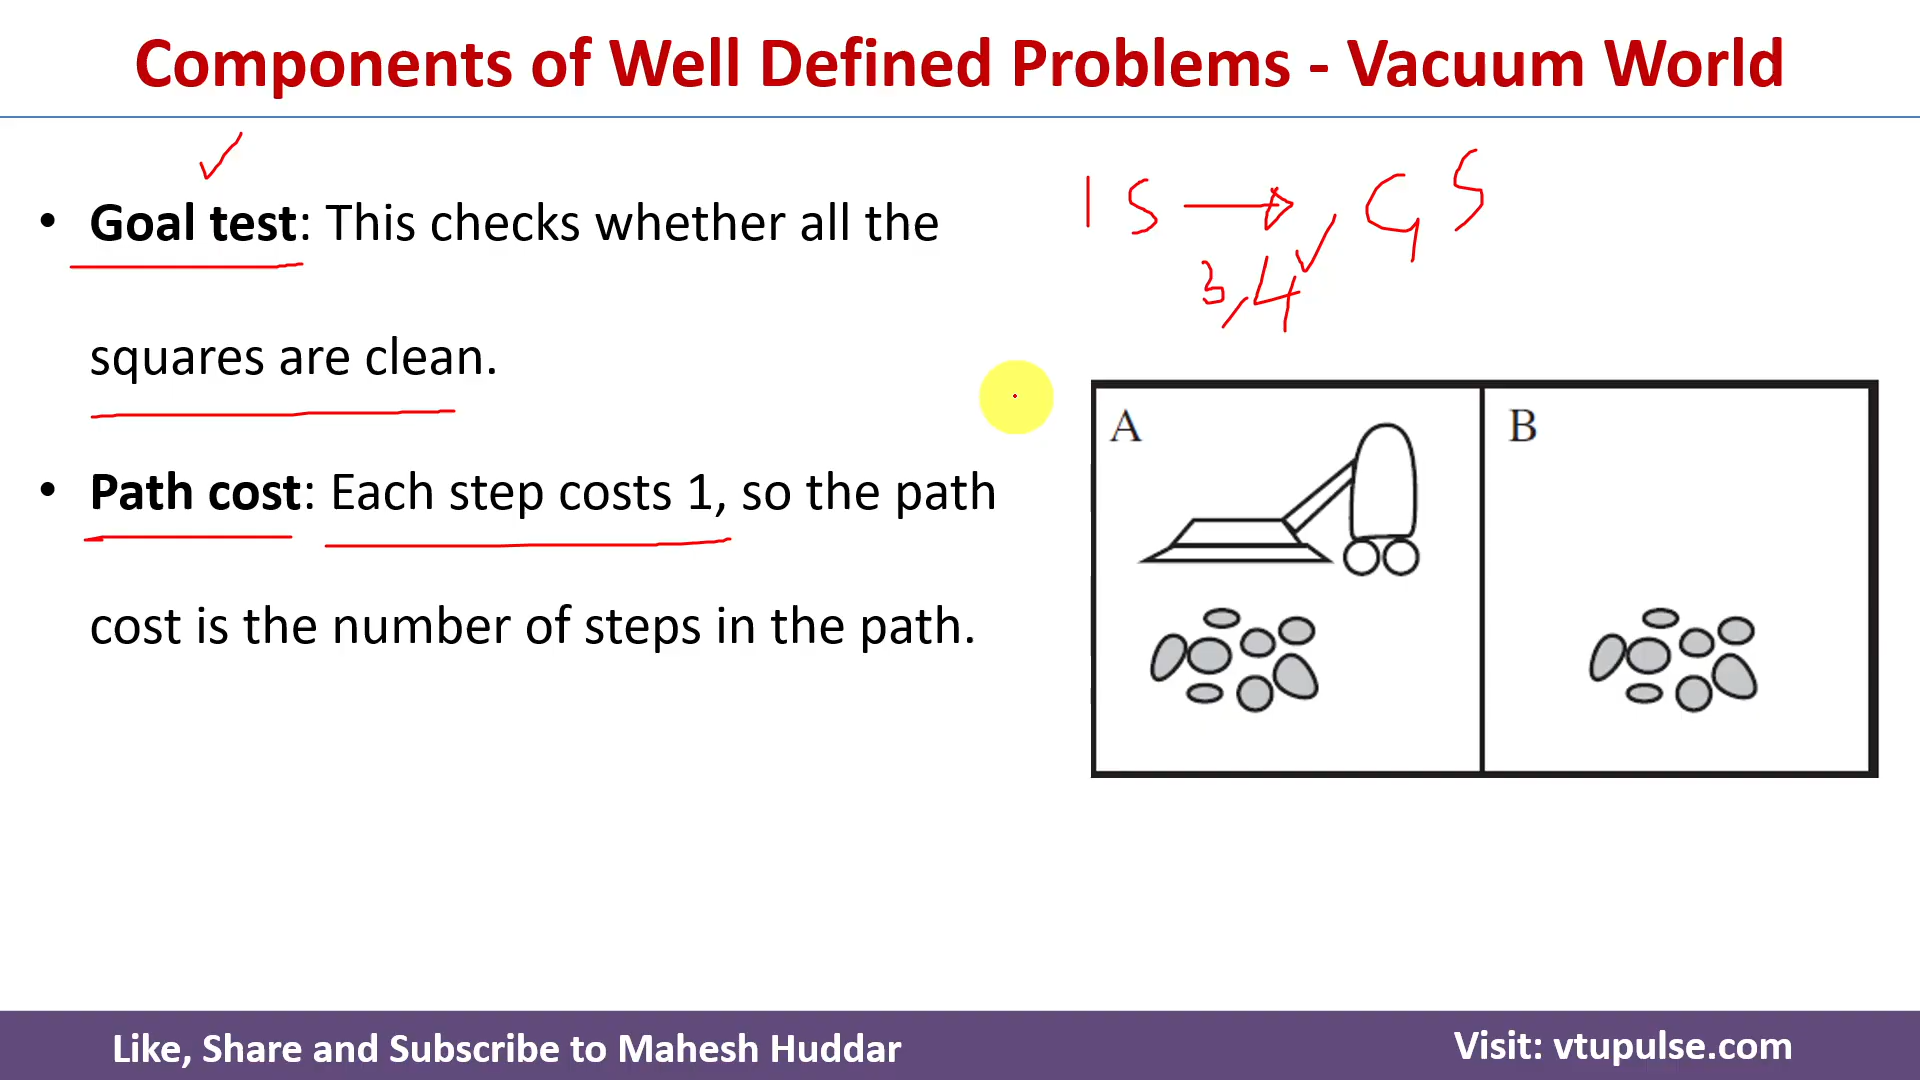 Components of Well Defined Problems - Vacuum World
• Goal test: This checks whether all the
squares are clean.
• Path cost: Each step costs 1, so the path
cost is the number of steps in the path.
IS → GS
3,4 ✓
A
B
Like, Share and Subscribe to Mahesh Huddar
Visit: vtupulse.com